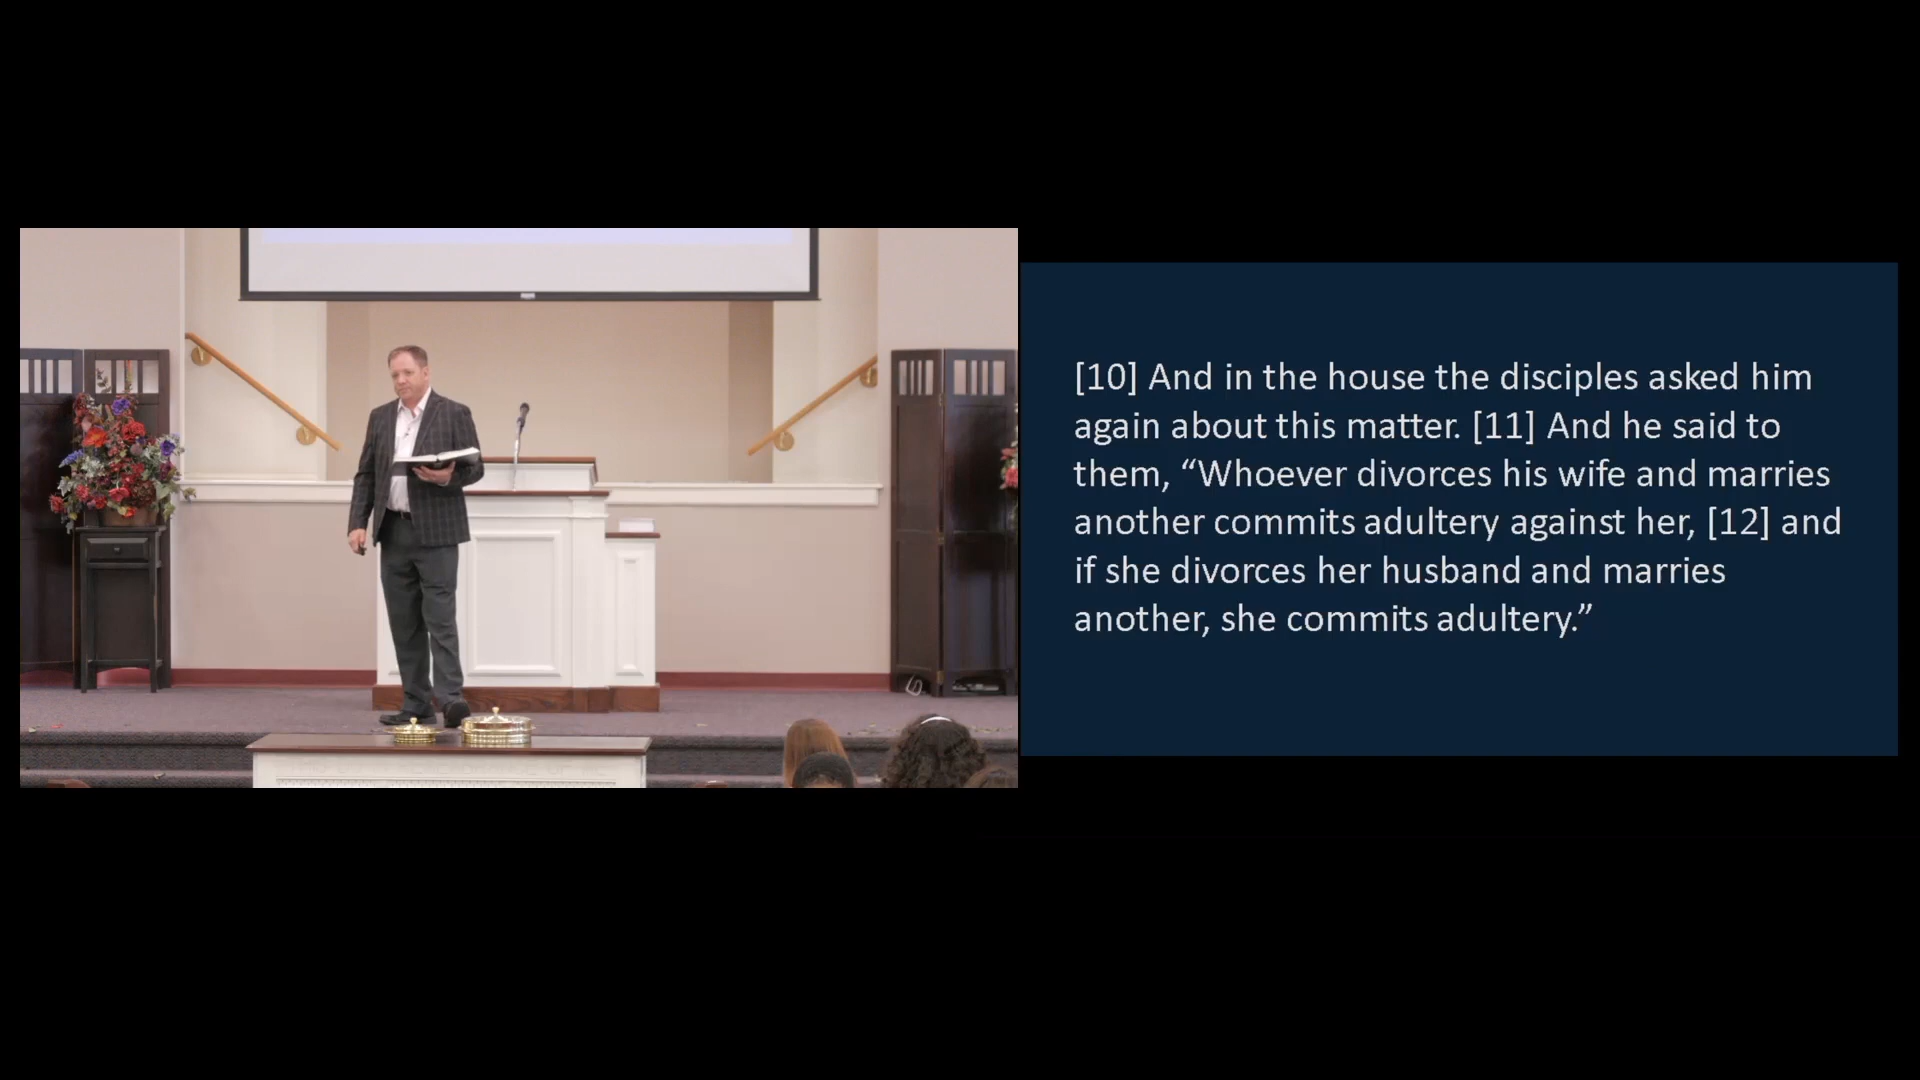 [10] And in the house the disciples asked him
again about this matter. [11] And he said to
them, “Whoever divorces his wife and marries
another commits adultery against her, [12] and
if she divorces her husband and marries
another, she commits adultery.”